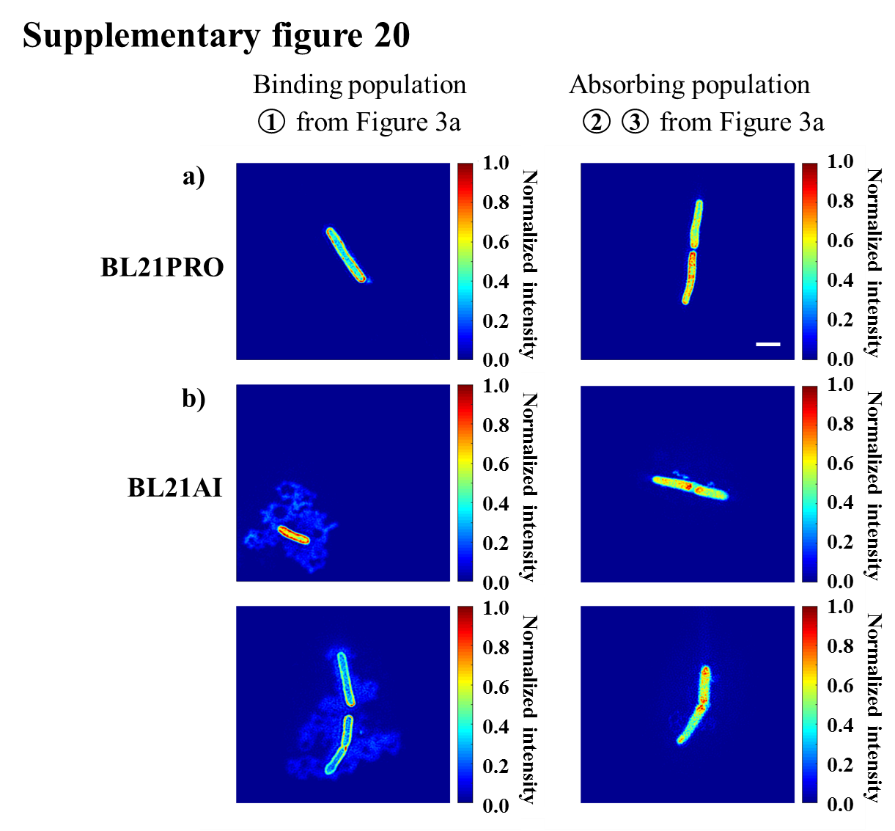 Supplementary figure 20
Binding population
① from Figure 3a
Absorbing population
② ③ from Figure 3a
a)
BL21PRO
1.0
0.8
0.6
0.4
0.2
0.0
Normalized intensity
1.0
0.8
0.6
0.4
0.2
0.0
Normalized intensity
b)
BL21AI
1.0
0.8
0.6
0.4
0.2
0.0
Normalized intensity
1.0
0.8
0.6
0.4
0.2
0.0
Normalized intensity
1.0
0.8
0.6
0.4
0.2
0.0
Normalized intensity
1.0
0.8
0.6
0.4
0.2
0.0
Normalized intensity